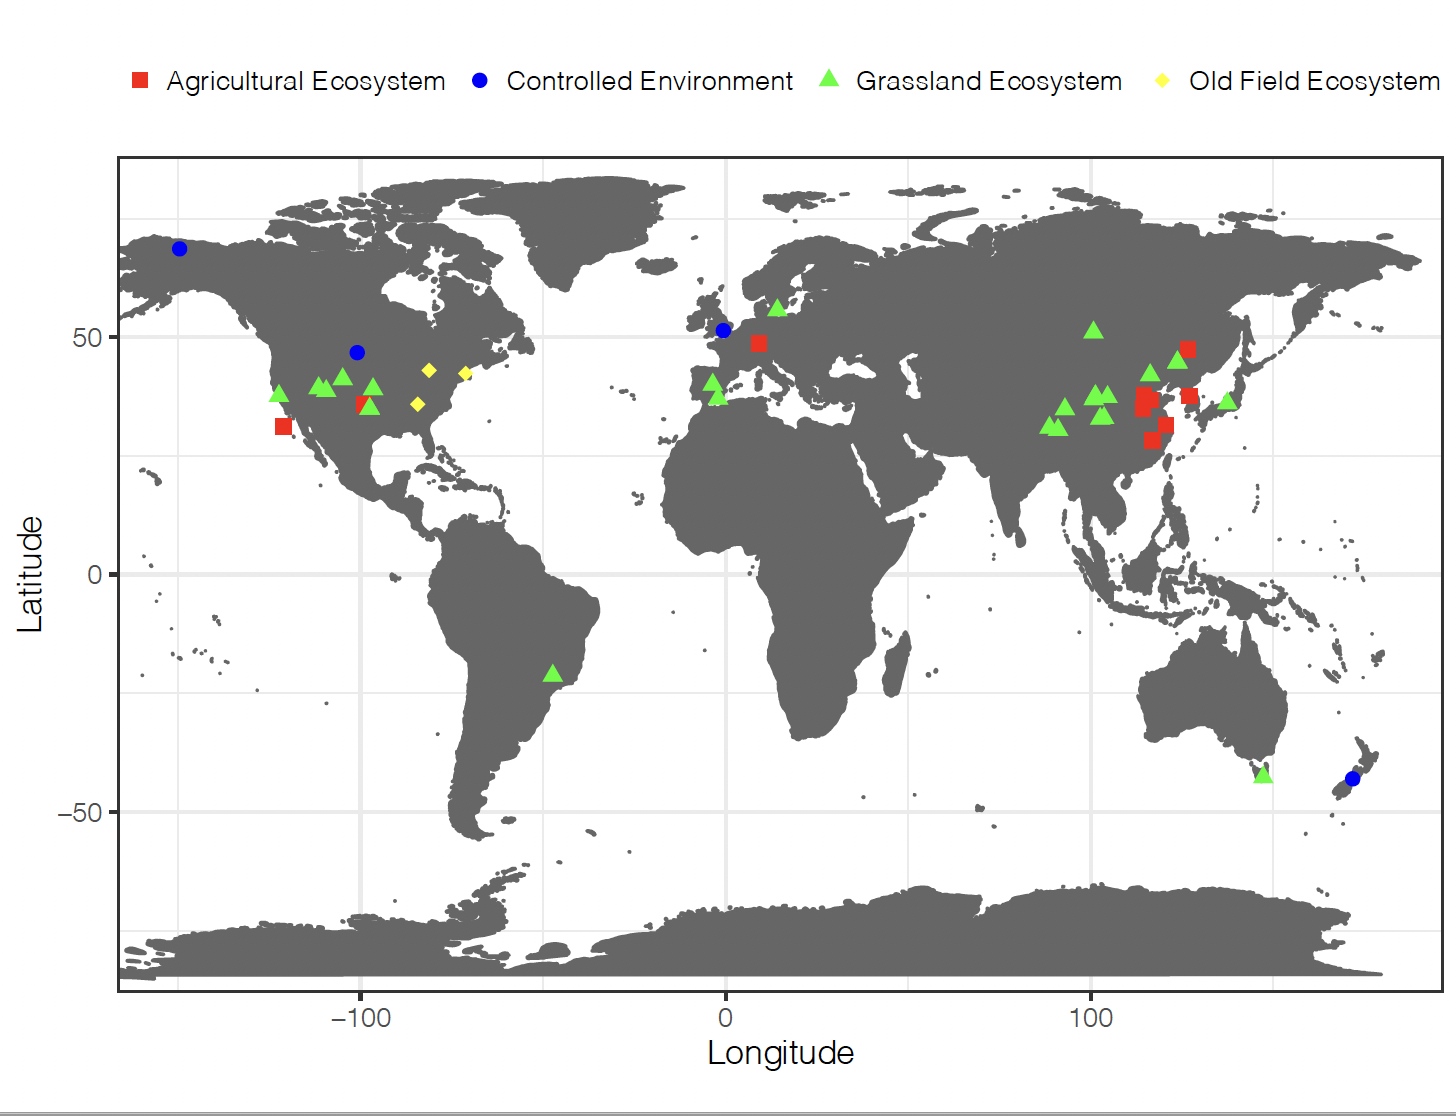 Agricultural Ecosystem Controlled Environment Grassland Ecosystem Old Field Ecosystem
50
0
−50
Latitude
−100 0 100
Longitude